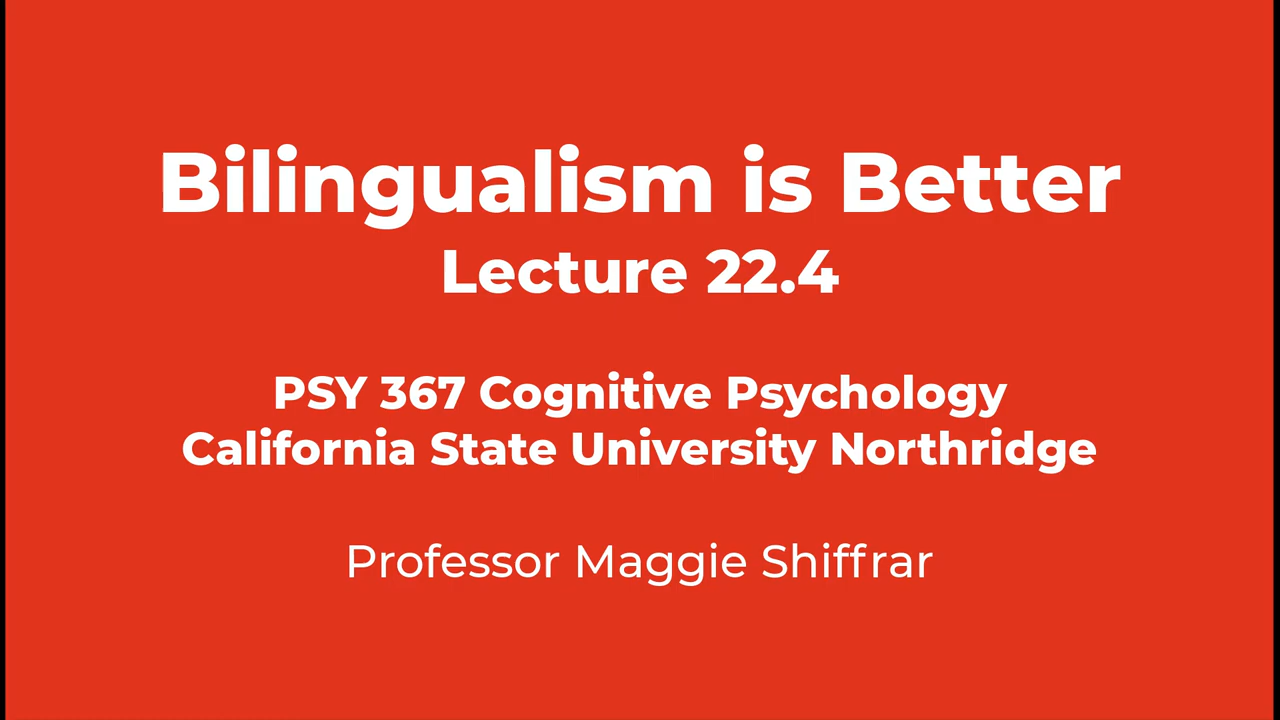 Bilingualism is Better
Lecture 22.4
PSY 367 Cognitive Psychology
California State University Northridge
Professor Maggie Shiffrar